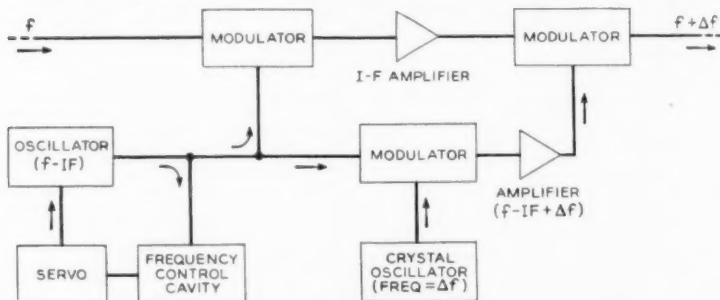 f
MODULATOR
I-F AMPLIFIER
MODULATOR
f+Δf
OSCILLATOR
(f-IF)
MODULATOR
AMPLIFIER
(f-IF+Δf)
SERVO
FREQUENCY
CONTROL
CAVITY
CRYSTAL
OSCILLATOR
(FREQ=Δf)